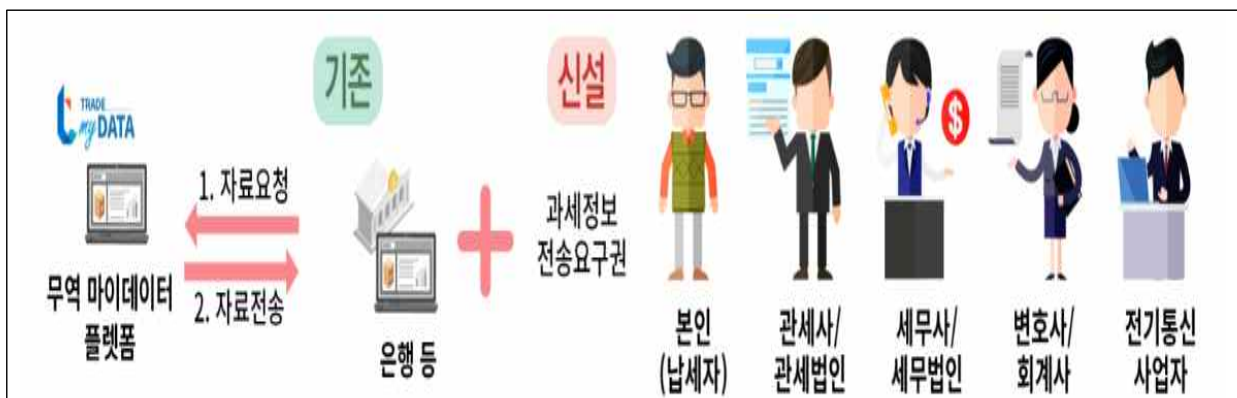 TRADE
my DATA
무역 마이데이터
플렛폼
기존
1. 자료요청
2. 자료전송
은행 등
신설
과세정보
전송요구권
$
본인
(납세자)
관세사/
관세법인
세무사/
세무법인
변호사/
회계사
전기통신
사업자